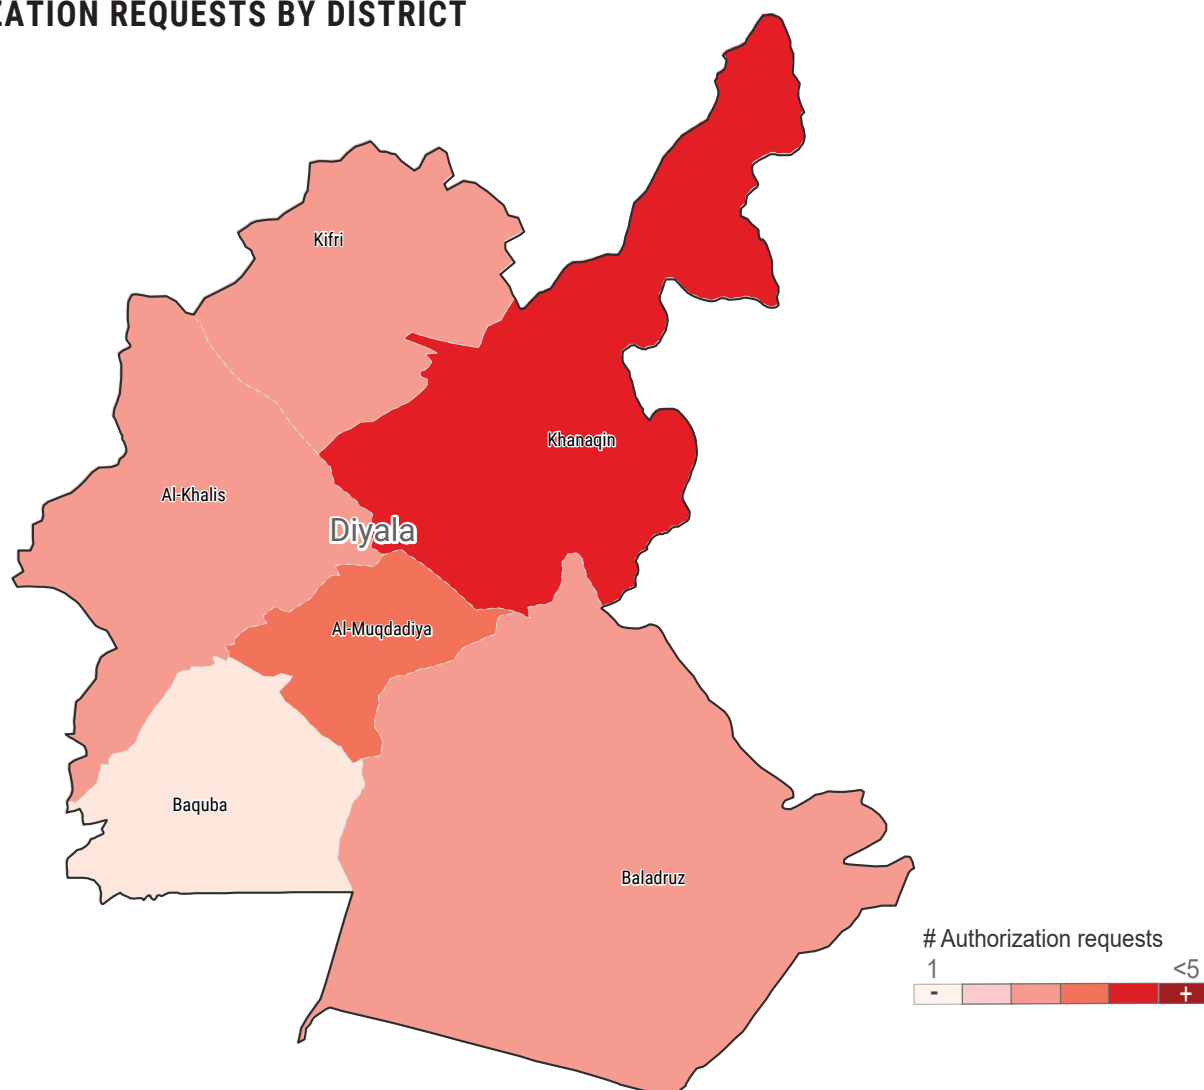 ZATION REQUESTS BY DISTRICT
Kifri
Khanaqin
Al-Khalis
Diyala
Al-Muqdadiya
Baquba
Baladruz
# Authorization requests
1 <5
- +